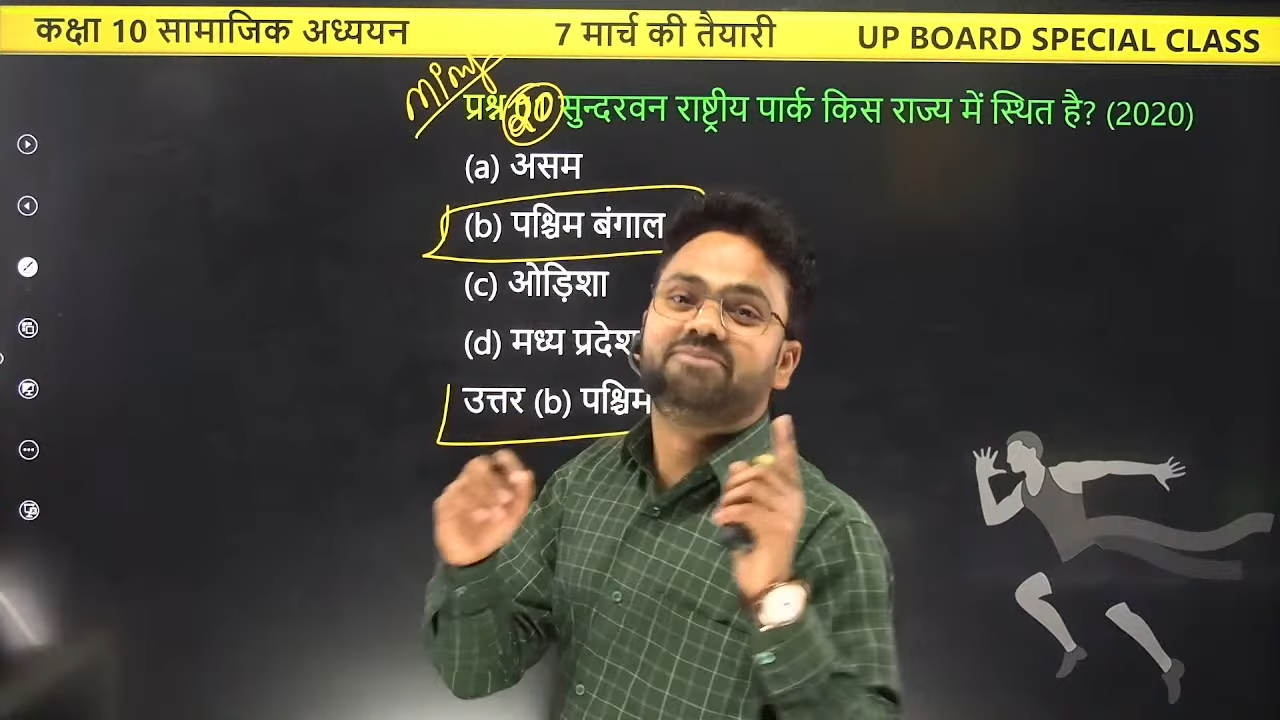 कक्षा 10 सामाजिक अध्ययन 7 मार्च की तैयारी UP BOARD SPECIAL CLASS
प्रश्न सुन्दरवन राष्ट्रीय पार्क किस राज्य में स्थित है? (2020)
(a) असम
(b) पश्चिम बंगाल
(c) ओड़िशा
(d) मध्य प्रदेश
उत्तर (b) पश्चिम